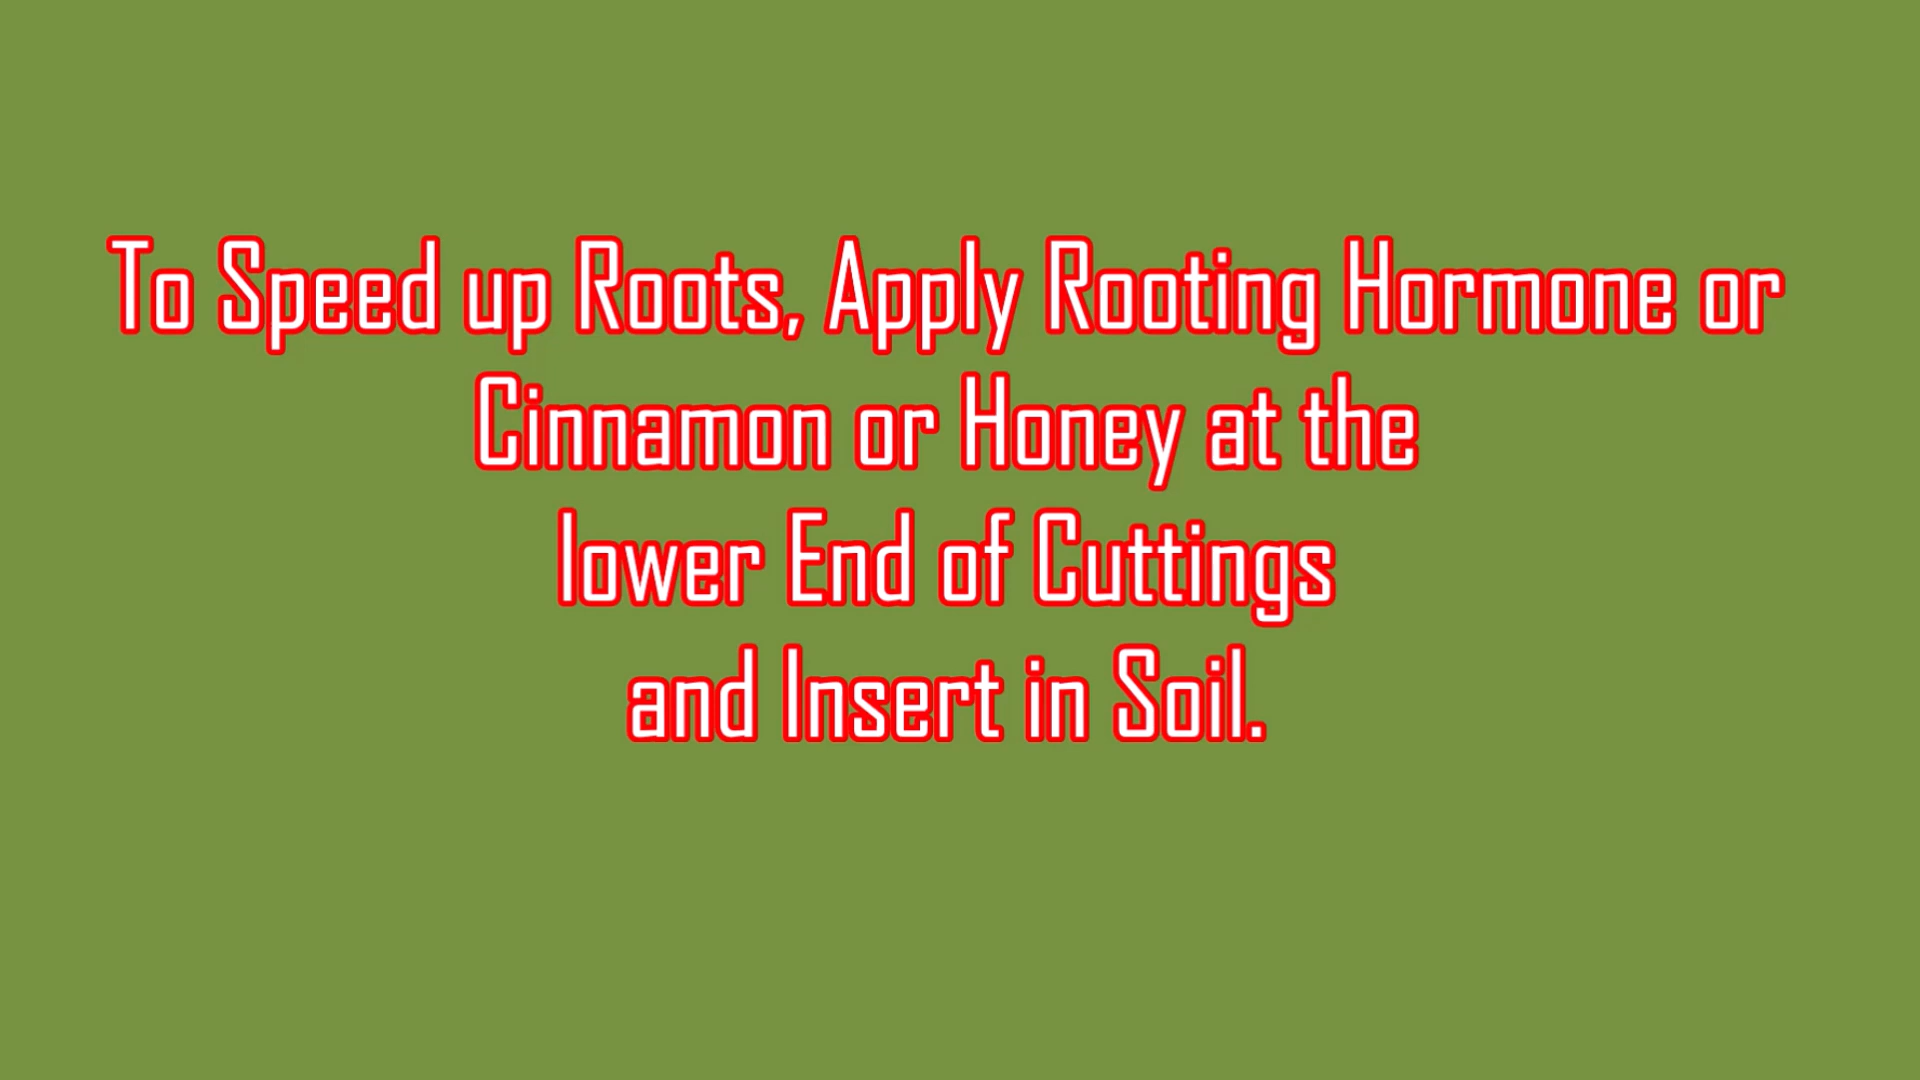 To Speed up Roots, Apply Rooting Hormone or
Cinnamon or Honey at the
lower End of Cuttings
and Insert in Soil.